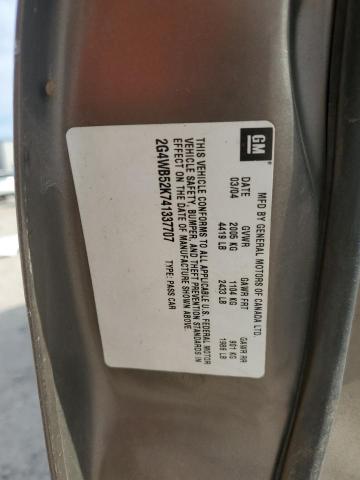 GM
MFD BY GENERAL MOTORS OF CANADA LTD.
DATE GVWR GAWR FRT GAWR RR
03/04 2005 KG 1104 KG 901 KG
4419 LB 2433 LB 1986 LB
THIS VEHICLE CONFORMS TO ALL APPLICABLE U.S. FEDERAL MOTOR
VEHICLE SAFETY, BUMPER, AND THEFT PREVENTION STANDARDS IN
EFFECT ON THE DATE OF MANUFACTURE SHOWN ABOVE.
2G4WB52K741337707 TYPE: PASS CAR